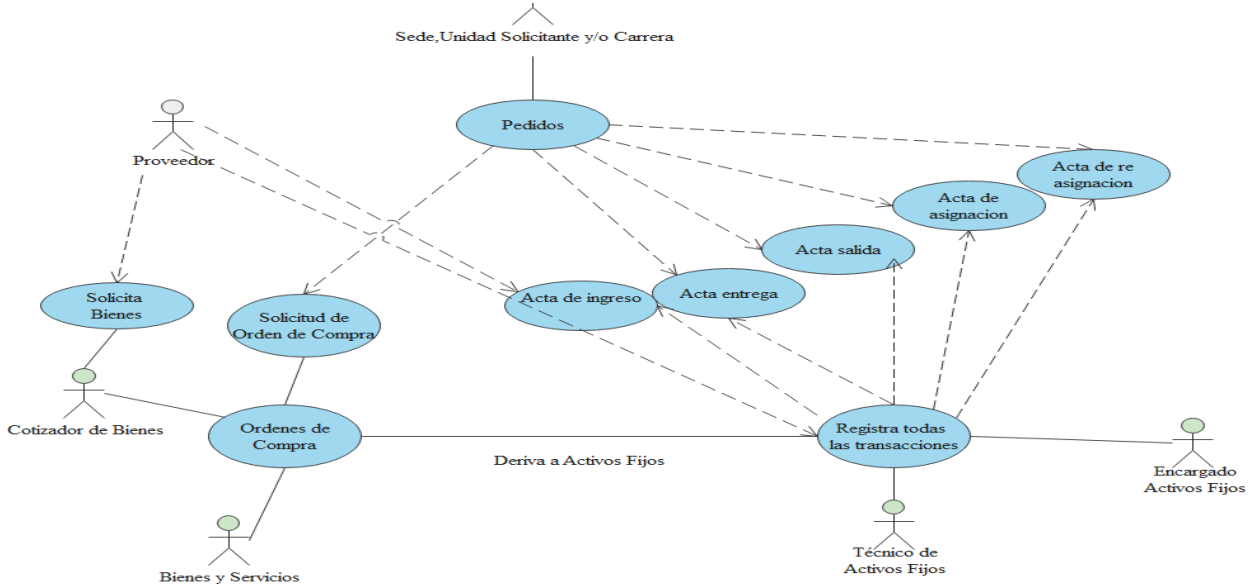 Sede,Unidad Solicitante y/o Carrera
Pedidos
Proveedor
Acta de re
asignacion
Acta de
asignacion
Acta salida
Solicita
Bienes
Solicitud de
Orden de Compra
Acta de ingreso
Acta entrega
Cotizador de Bienes
Ordenes de
Compra
Deriva a Activos Fijos
Registra todas
las transacciones
Encargado
Activos Fijos
Bienes y Servicios
Técnico de
Activos Fijos